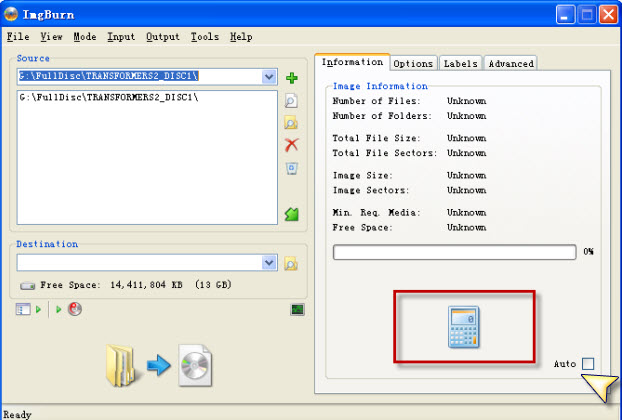 ImgBurn
File View Mode Input Output Tools Help
Source
G:\FullDisc\TRANSFORMERS2_DISC1\
G:\FullDisc\TRANSFORMERS2_DISC1\
Destination
Free Space: 14,411,804 KB (13 GB)
Information Options Labels Advanced
Image Information
Number of Files: Unknown
Number of Folders: Unknown
Total File Size: Unknown
Total File Sectors: Unknown
Image Size: Unknown
Image Sectors: Unknown
Min. Req. Media: Unknown
Free Space: Unknown
0%
0
Auto
Ready